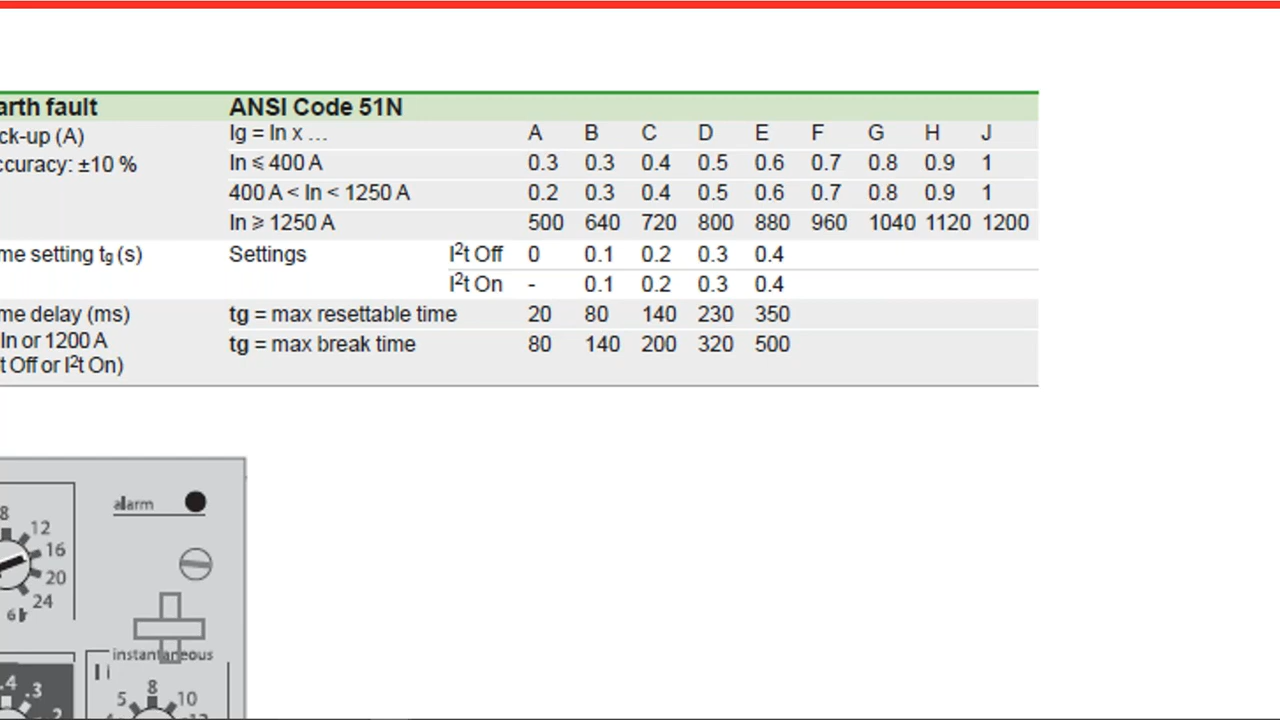 arth fault ANSI Code 51N
ck-up (A) Ig = In x … A B C D E F G H J
ccuracy: ±10 % In ⩽ 400 A 0.3 0.3 0.4 0.5 0.6 0.7 0.8 0.9 1
400 A < In < 1250 A 0.2 0.3 0.4 0.5 0.6 0.7 0.8 0.9 1
In ⩾ 1250 A 500 640 720 800 880 960 1040 1120 1200
me setting tg (s) Settings I²t Off 0 0.1 0.2 0.3 0.4
I²t On - 0.1 0.2 0.3 0.4
me delay (ms) tg = max resettable time 20 80 140 230 350
In or 1200 A tg = max break time 80 140 200 320 500
t Off or I²t On)
alarm
8
12
16
20
24
instantaneous
I i
.4 .3
.2
5 8 10